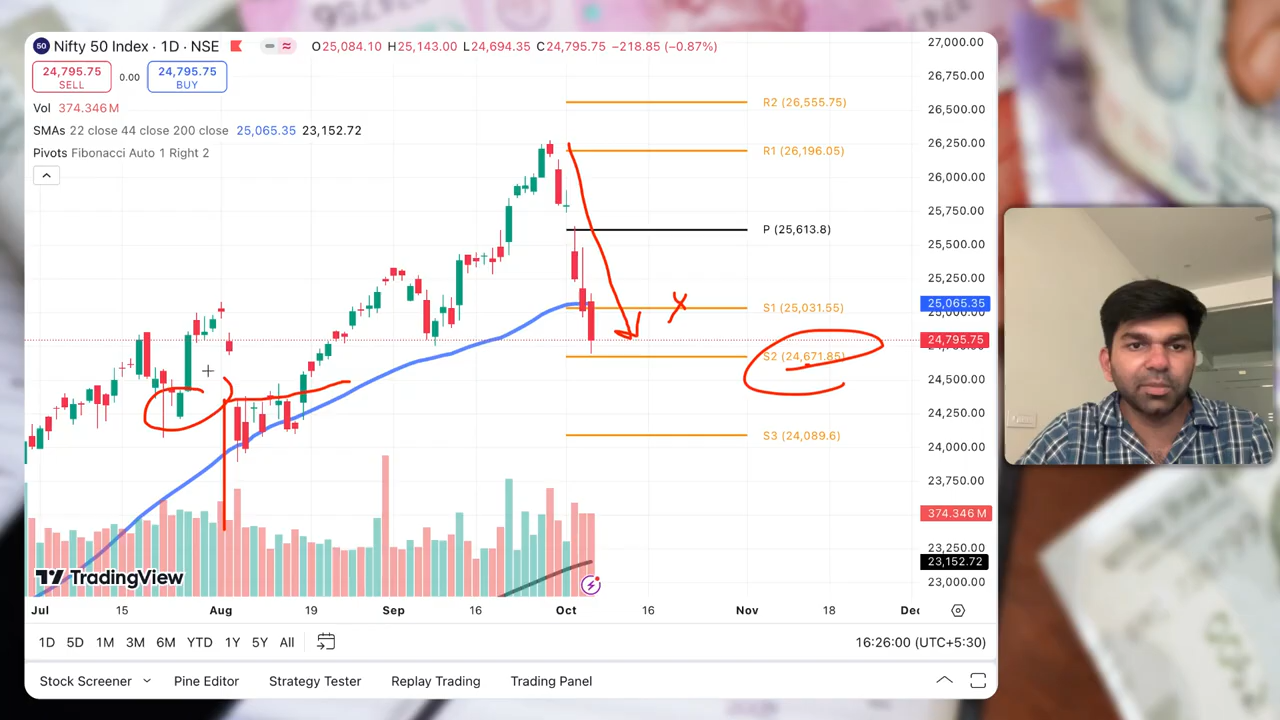 50 Nifty 50 Index · 1D · NSE O25,084.10 H25,143.00 L24,694.35 C24,795.75 −218.85 (−0.87%)
24,795.75 SELL 0.00 24,795.75 BUY
Vol 374.346M
SMAs 22 close 44 close 200 close 25,065.35 23,152.72
Pivots Fibonacci Auto 1 Right 2
R2 (26,555.75)
R1 (26,196.05)
P (25,613.8)
S1 (25,031.55)
S2 (24,671.85)
S3 (24,089.6)
X
27,000.00
26,750.00
26,500.00
26,250.00
26,000.00
25,750.00
25,500.00
25,250.00
25,065.35
25,000.00
24,795.75
24,500.00
24,250.00
24,000.00
23,750.00
374.346M
23,250.00
23,152.72
23,000.00
TradingView
Jul 15 Aug 19 Sep 16 Oct 16 Nov 18
1D 5D 1M 3M 6M YTD 1Y 5Y All 16:26:00 (UTC+5:30)
Stock Screener Pine Editor Strategy Tester Replay Trading Trading Panel